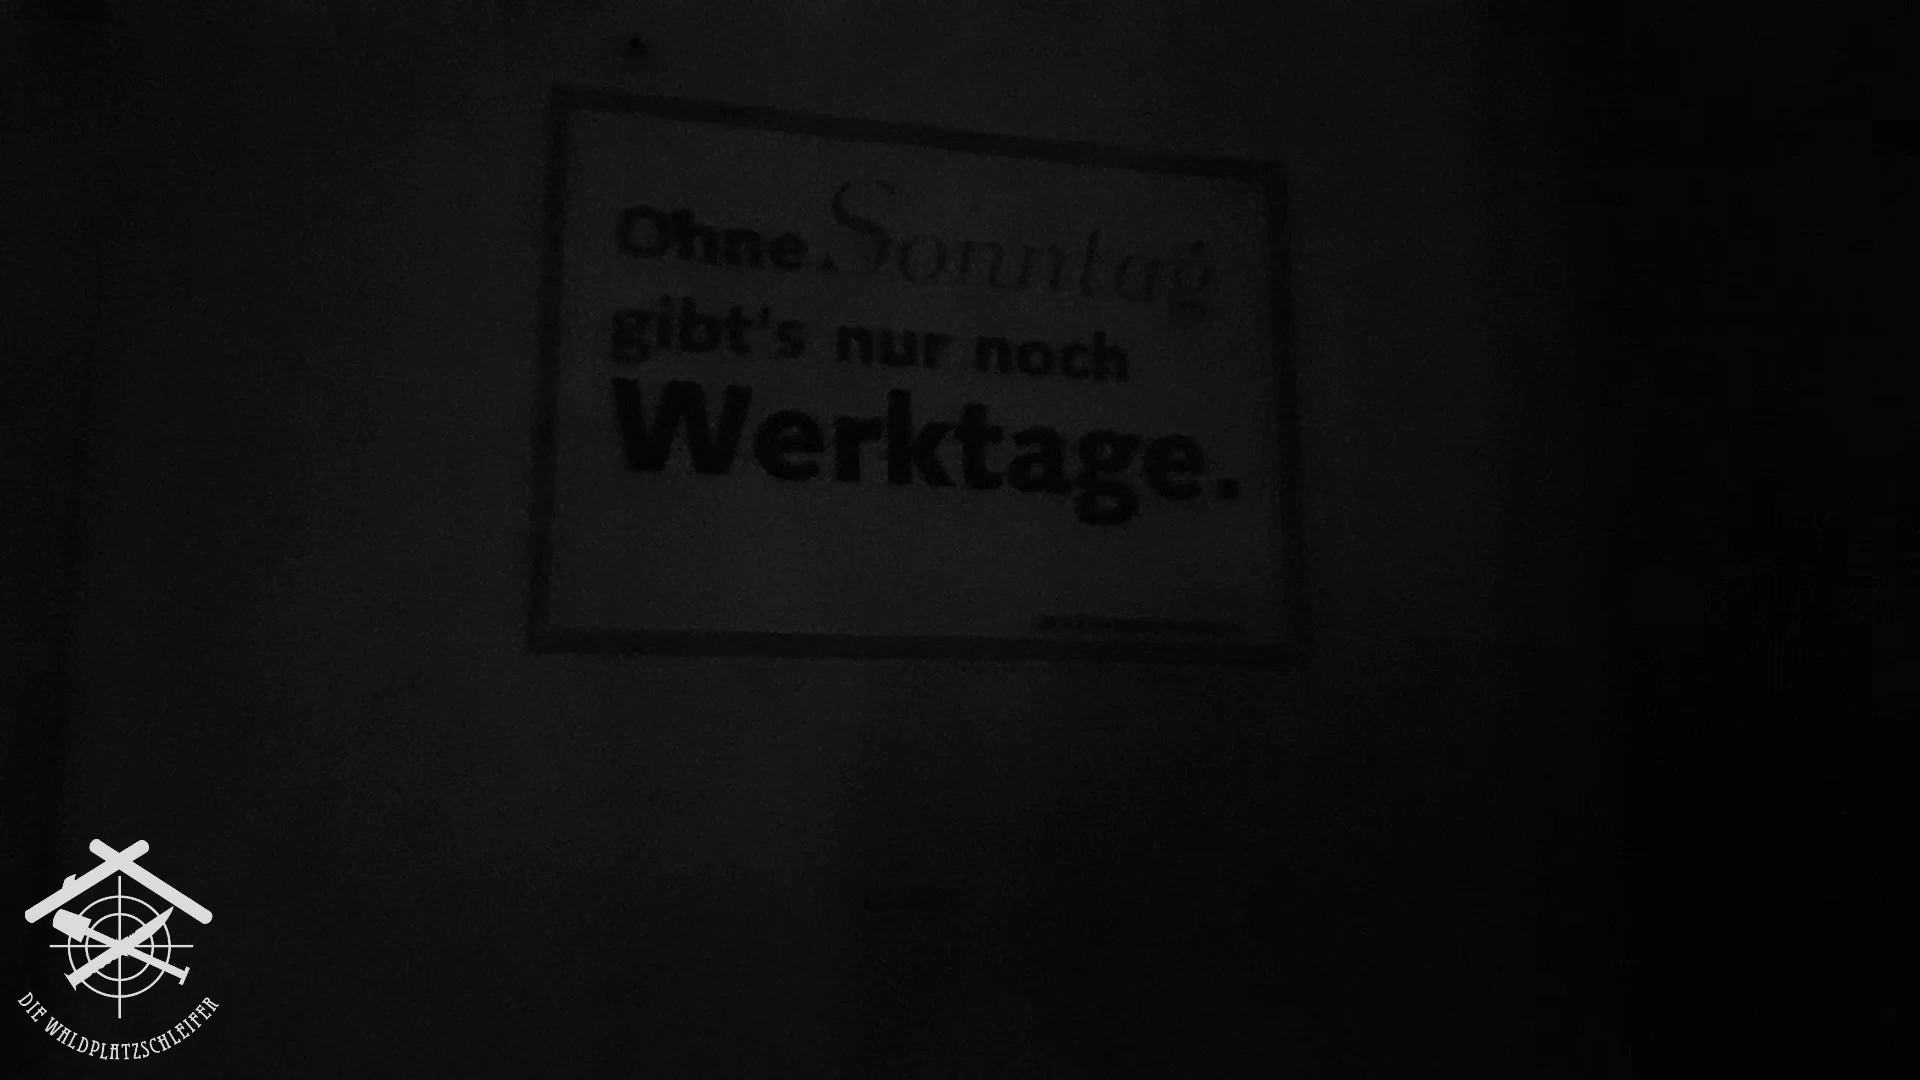 Ohne Sonntag
gibt's nur noch
Werktage.
DIE WALDPLATZSCHLEIFER